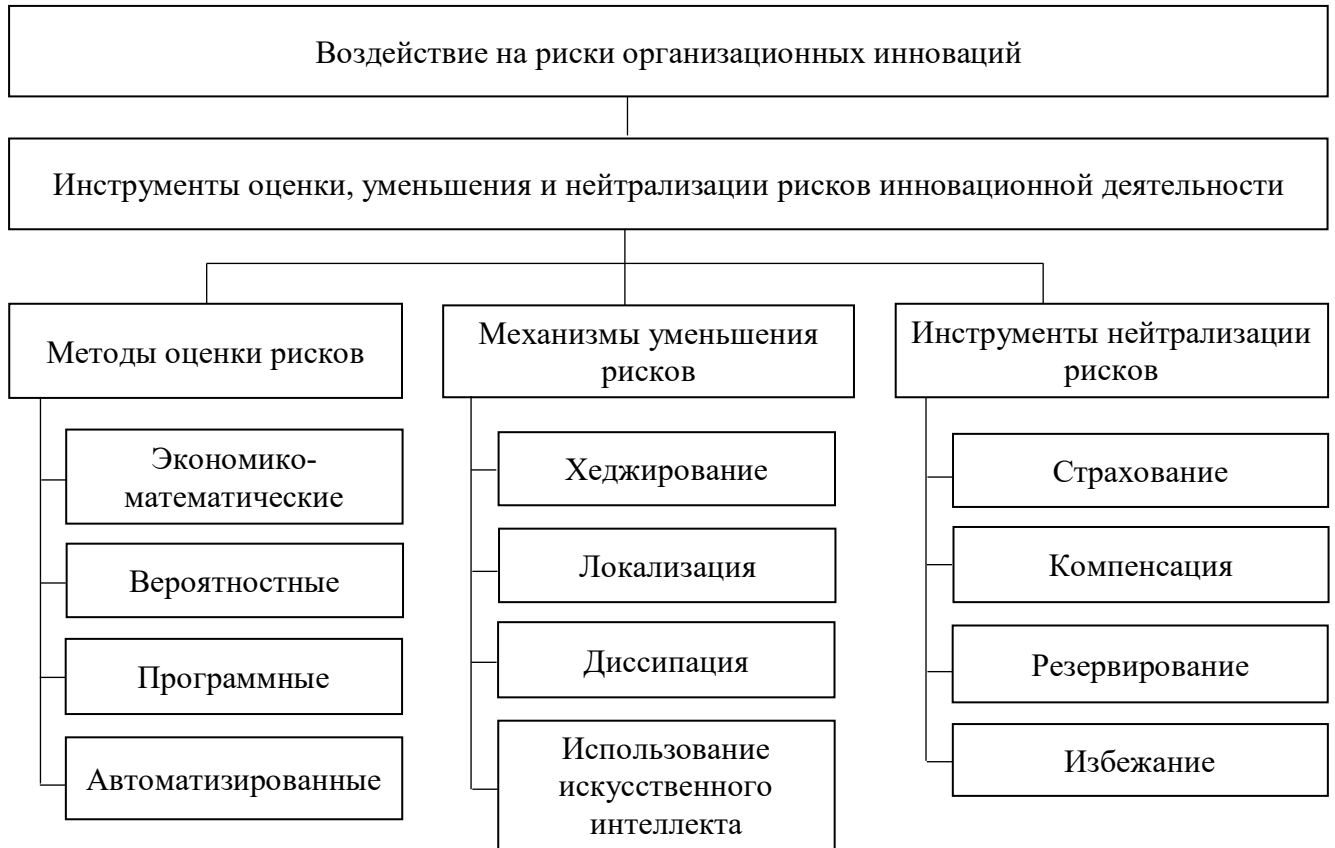 Воздействие на риски организационных инноваций
Инструменты оценки, уменьшения и нейтрализации рисков инновационной деятельности
Методы оценки рисков
Экономико-
математические
Вероятностные
Программные
Автоматизированные
Механизмы уменьшения
рисков
Хеджирование
Локализация
Диссипация
Использование
искусственного
интеллекта
Инструменты нейтрализации
рисков
Страхование
Компенсация
Резервирование
Избежание